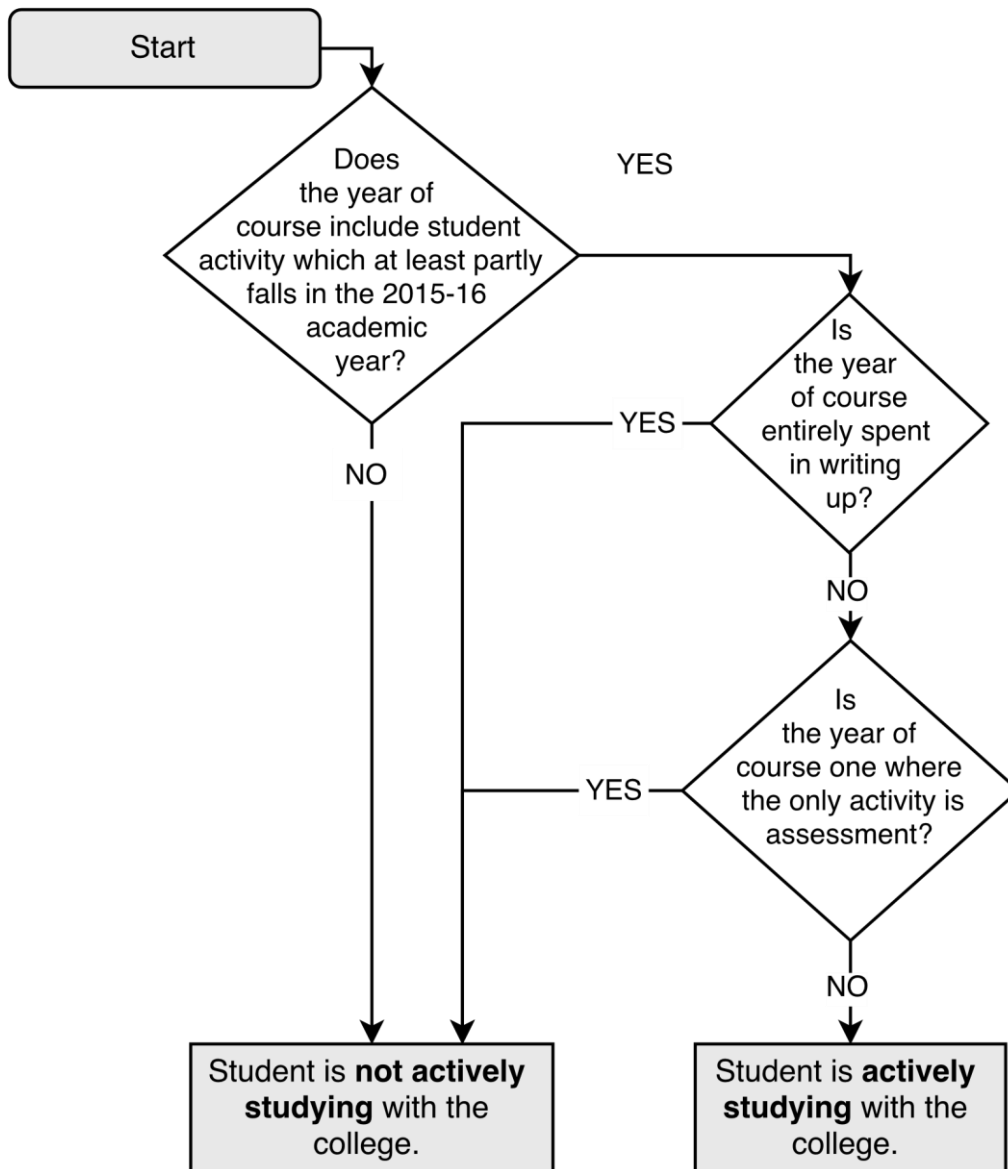 Start
Does
the year of
course include student
activity which at least partly
falls in the 2015-16
academic
year?
YES
NO
Is
the year
of course
entirely spent
in writing
up?
YES
NO
Is
the year of
course one where
the only activity is
assessment?
YES
NO
Student is not actively
studying with the
college.
Student is actively
studying with the
college.